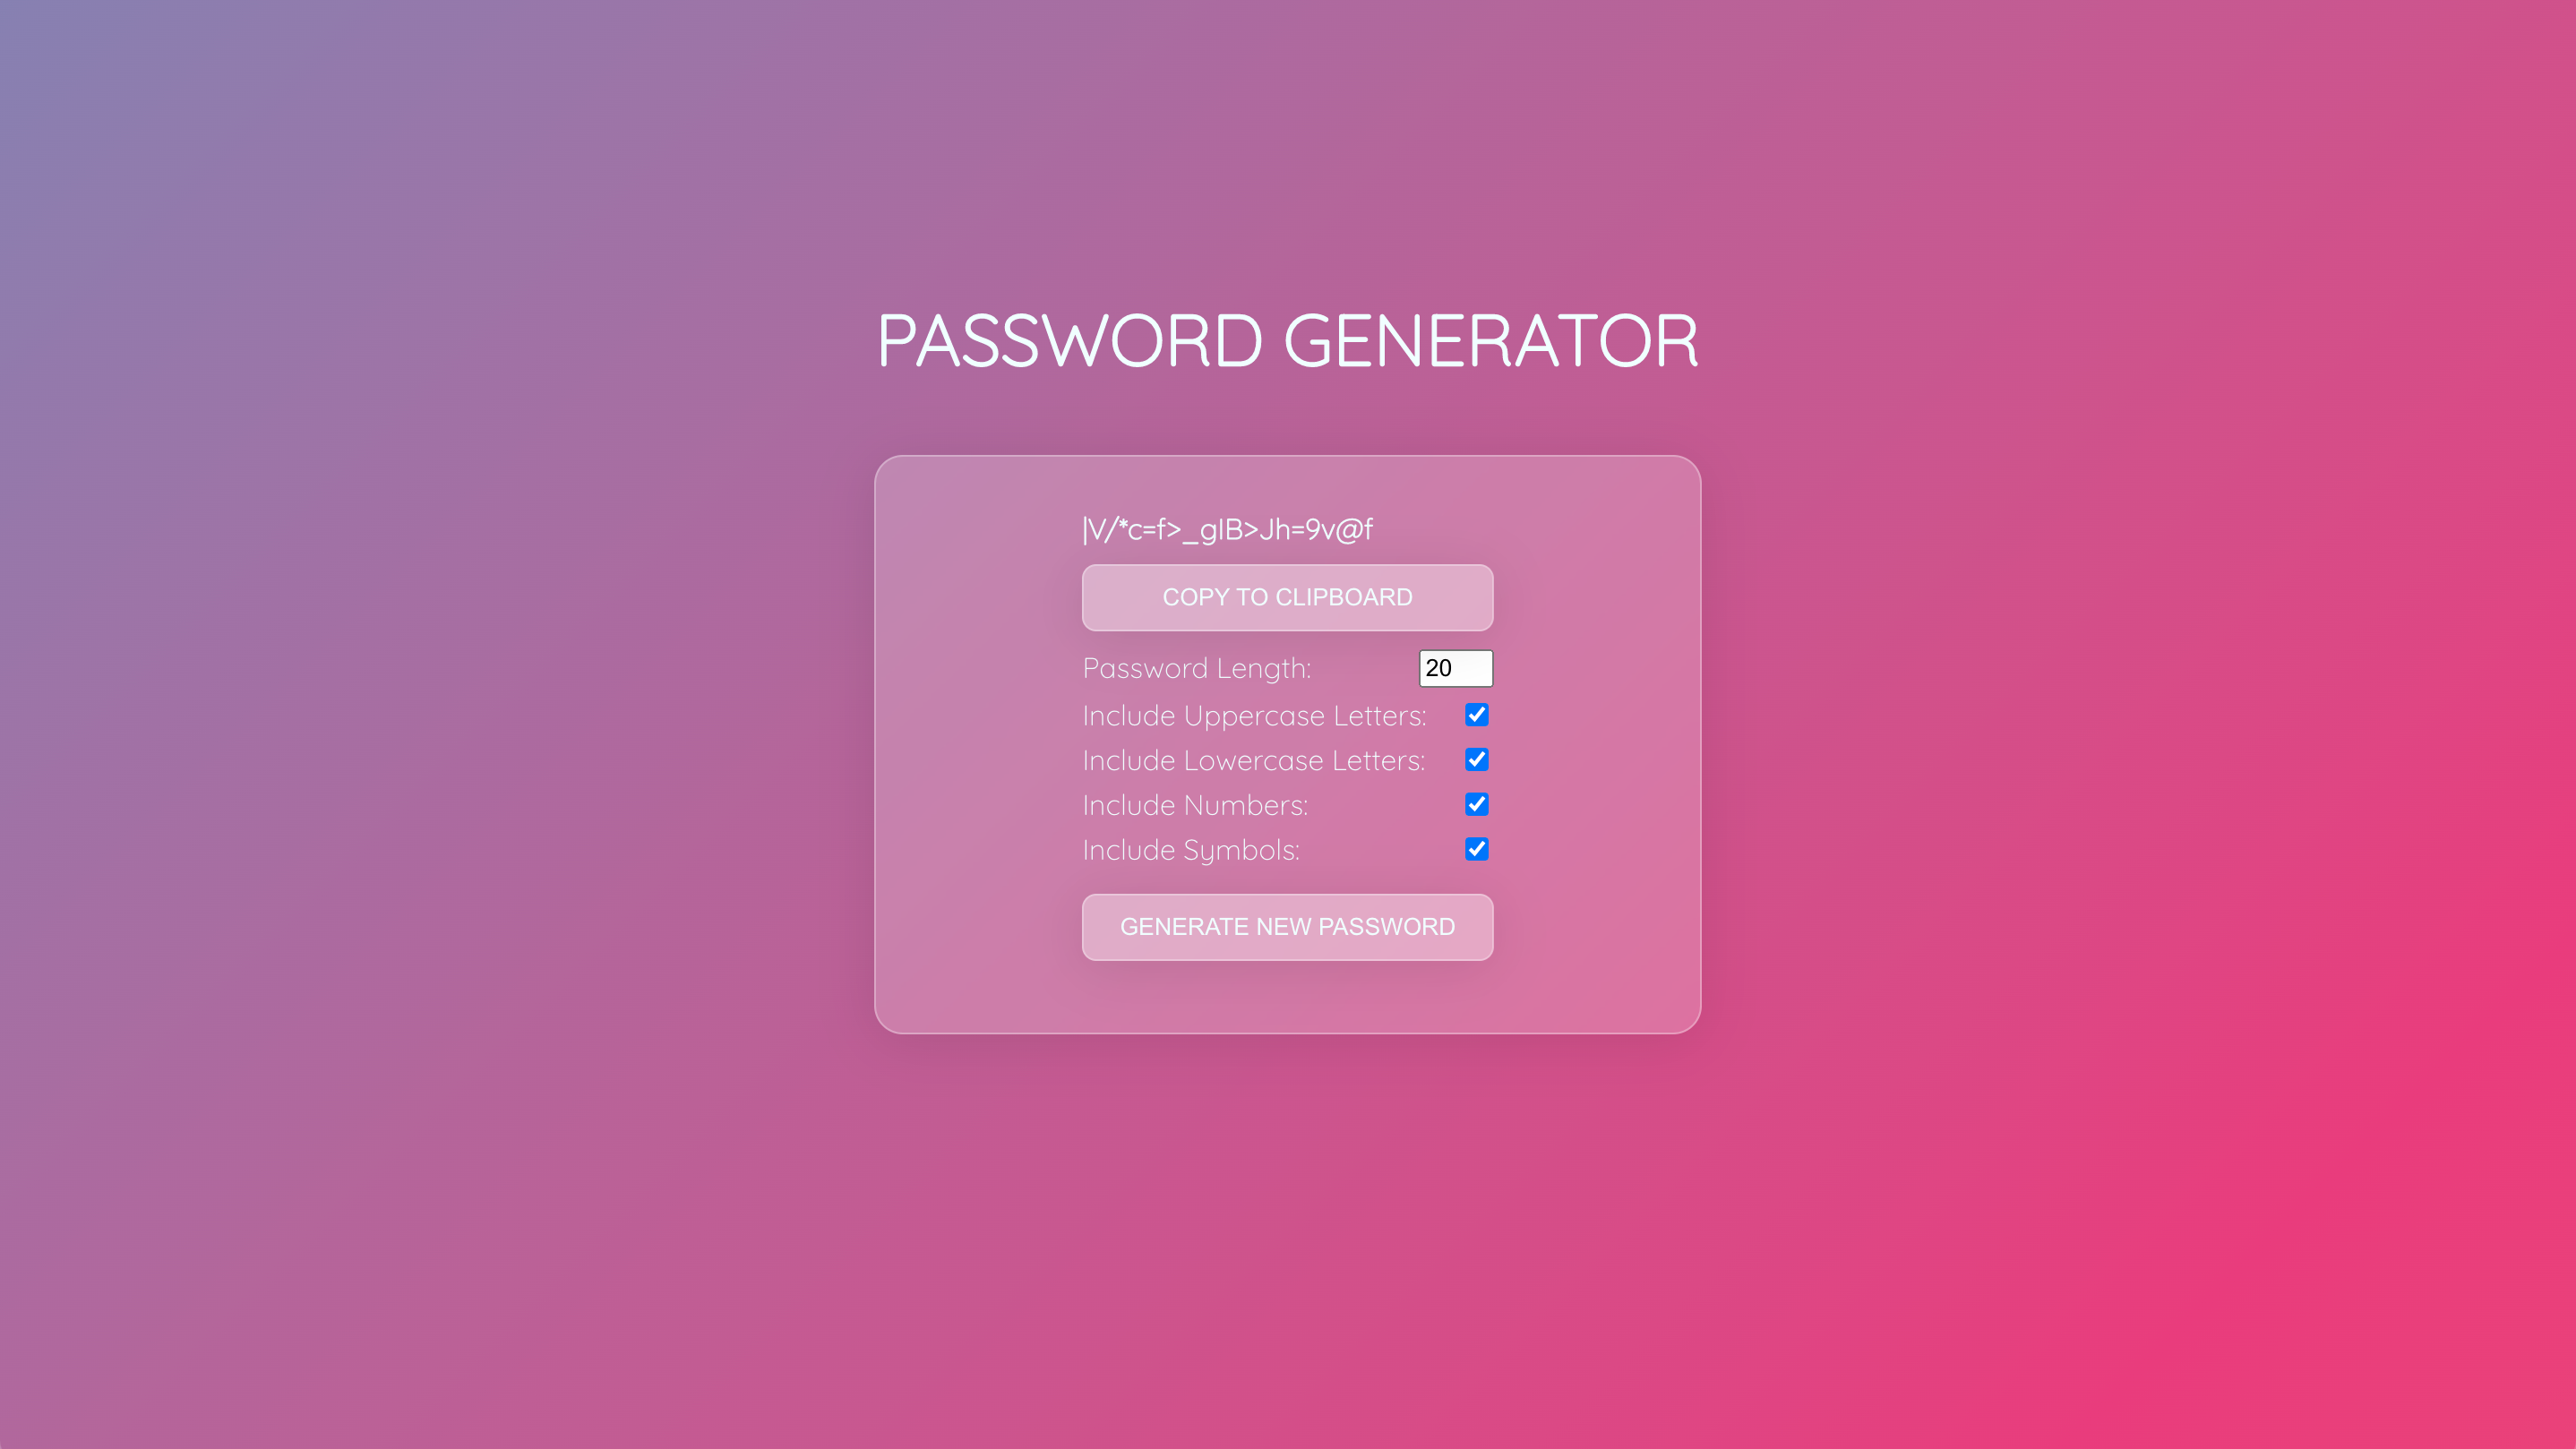 PASSWORD GENERATOR
|V/*c=f>_gIB>Jh=9v@f
COPY TO CLIPBOARD
Password Length: 20
Include Uppercase Letters:
Include Lowercase Letters:
Include Numbers:
Include Symbols:
GENERATE NEW PASSWORD